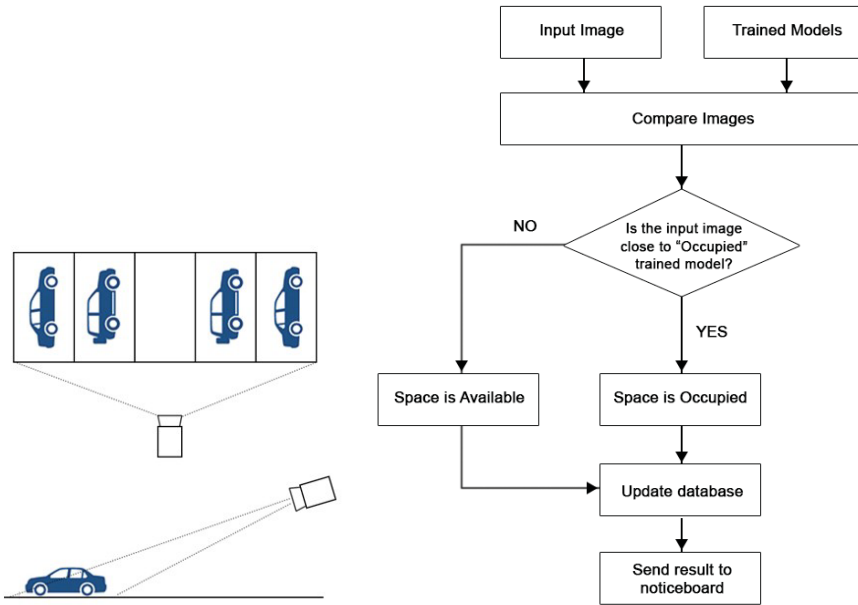 Input Image
Trained Models
Compare Images
Is the input image
close to “Occupied”
trained model?
NO
YES
Space is Available
Space is Occupied
Update database
Send result to
noticeboard